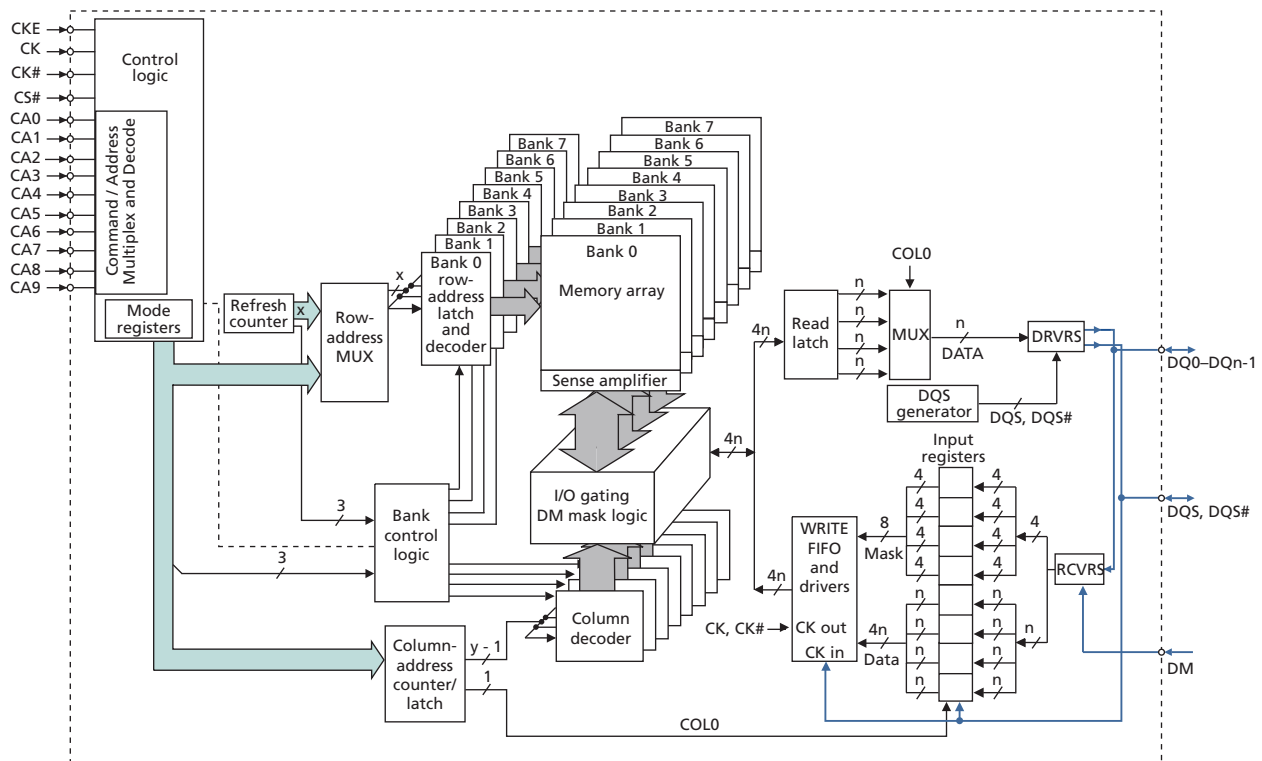 CKE
CK
CK#
CS#
CA0
CA1
CA2
CA3
CA4
CA5
CA6
CA7
CA8
CA9
Control
logic
Command / Address
Multiplex and Decode
Mode
registers
Refresh
counter
x
Row-
address
MUX
x
Bank 7
Bank 6
Bank 5
Bank 4
Bank 3
Bank 2
Bank 1
Bank 0
row-
address
latch
and
decoder
Bank 7
Bank 6
Bank 5
Bank 4
Bank 3
Bank 2
Bank 1
Bank 0
Memory array
Sense amplifier
3
3
Bank
control
logic
I/O gating
DM mask logic
Column
decoder
Column-
address
counter/
latch
y - 1
1
COL0
4n
4n
4n
Read
latch
n
n
n
n
COL0
MUX
n
DATA
DRVRS
DQS
generator
DQS, DQS#
DQ0–DQn-1
DQS, DQS#
DM
Input
registers
WRITE
FIFO
and
drivers
CK out
CK in
CK, CK#
8
Mask
4n
Data
4
4
4
4
n
n
n
n
4
4
4
4
n
n
n
n
4
n
RCVRS